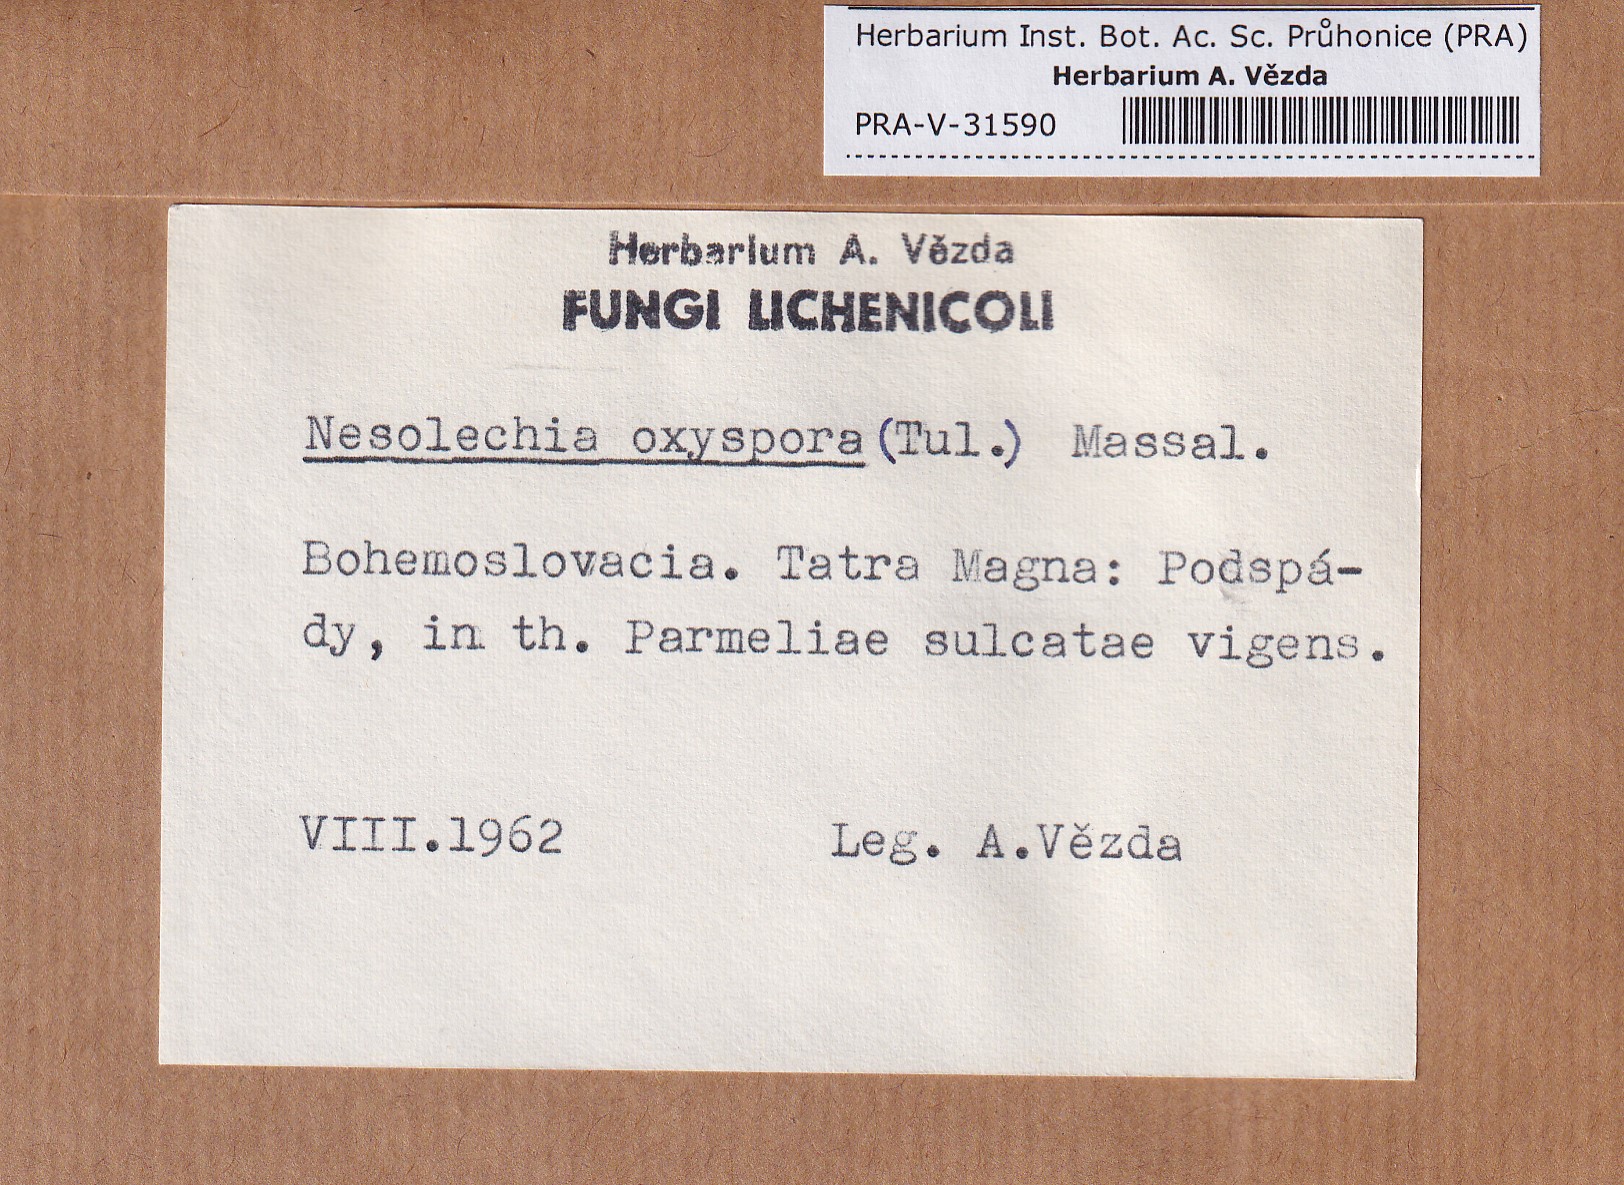 Herbarium Inst. Bot. Ac. Sc. Průhonice (PRA)
Herbarium A. Vězda
PRA-V-31590
Herbarium A. Vězda
FUNGI LICHENICOLI
Nesolechia oxyspora (Tul.) Massal.
Bohemoslovacia. Tatra Magna: Podspá-
dy, in th. Parmeliae sulcatae vigens.
VIII.1962 Leg. A.Vězda